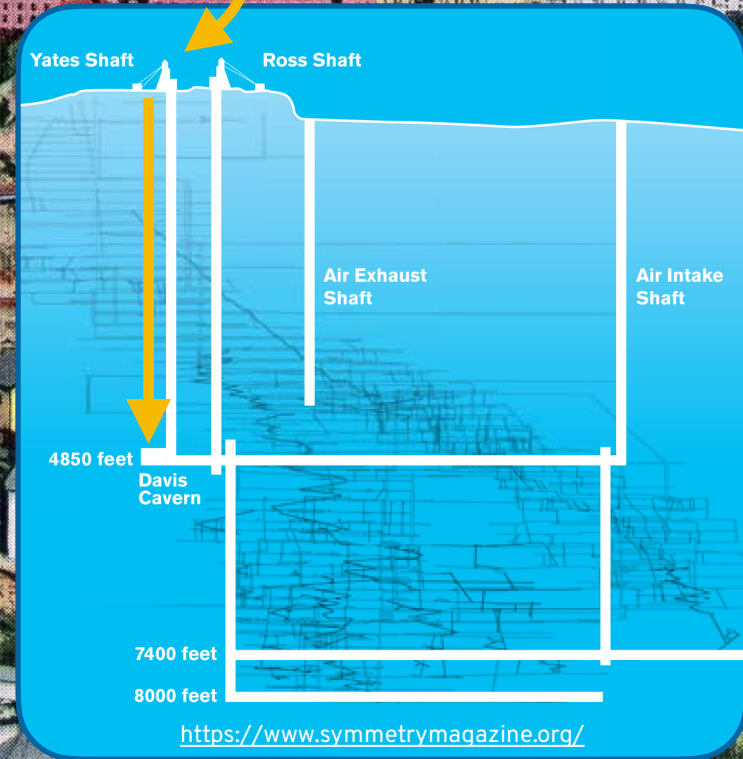 Yates Shaft
Ross Shaft
Air Exhaust
Shaft
Air Intake
Shaft
4850 feet
Davis
Cavern
7400 feet
8000 feet
https://www.symmetrymagazine.org/